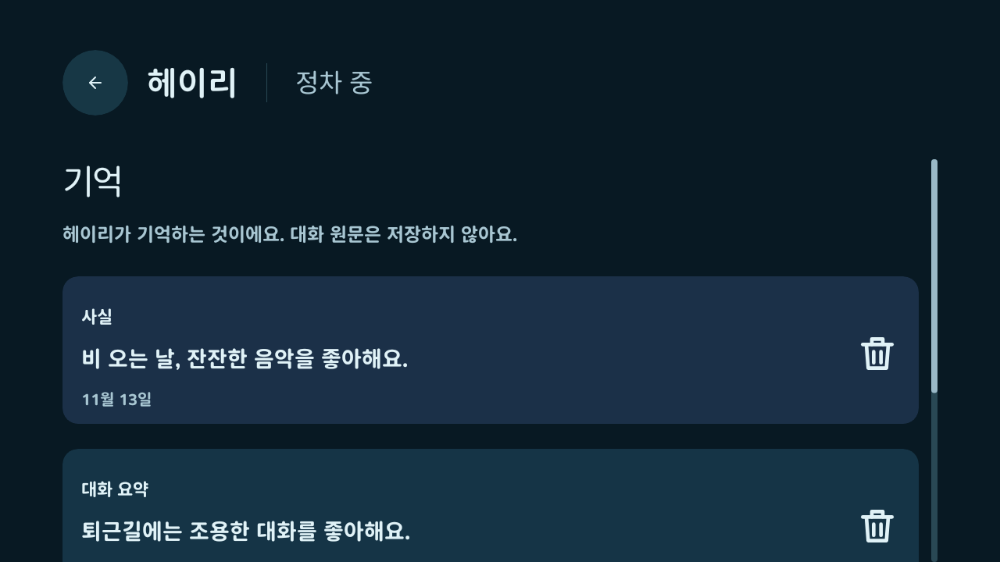 헤이리
정차 중
기억
헤이리가 기억하는 것이에요. 대화 원문은 저장하지 않아요.
사실
비 오는 날, 잔잔한 음악을 좋아해요.
11월 13일
대화 요약
퇴근길에는 조용한 대화를 좋아해요.